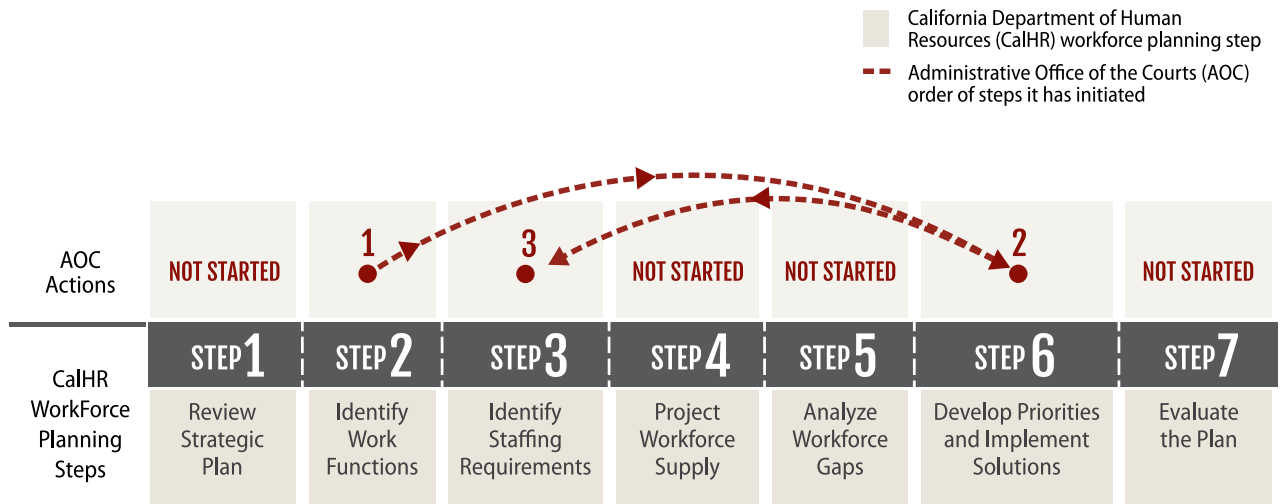 California Department of Human
Resources (CalHR) workforce planning step
Administrative Office of the Courts (AOC)
order of steps it has initiated
AOC
Actions
NOT STARTED
1
3
NOT STARTED
NOT STARTED
2
NOT STARTED
STEP 1
STEP 2
STEP 3
STEP 4
STEP 5
STEP 6
STEP 7
CalHR
WorkForce
Planning
Steps
Review
Strategic
Plan
Identify
Work
Functions
Identify
Staffing
Requirements
Project
Workforce
Supply
Analyze
Workforce
Gaps
Develop Priorities
and Implement
Solutions
Evaluate
the Plan